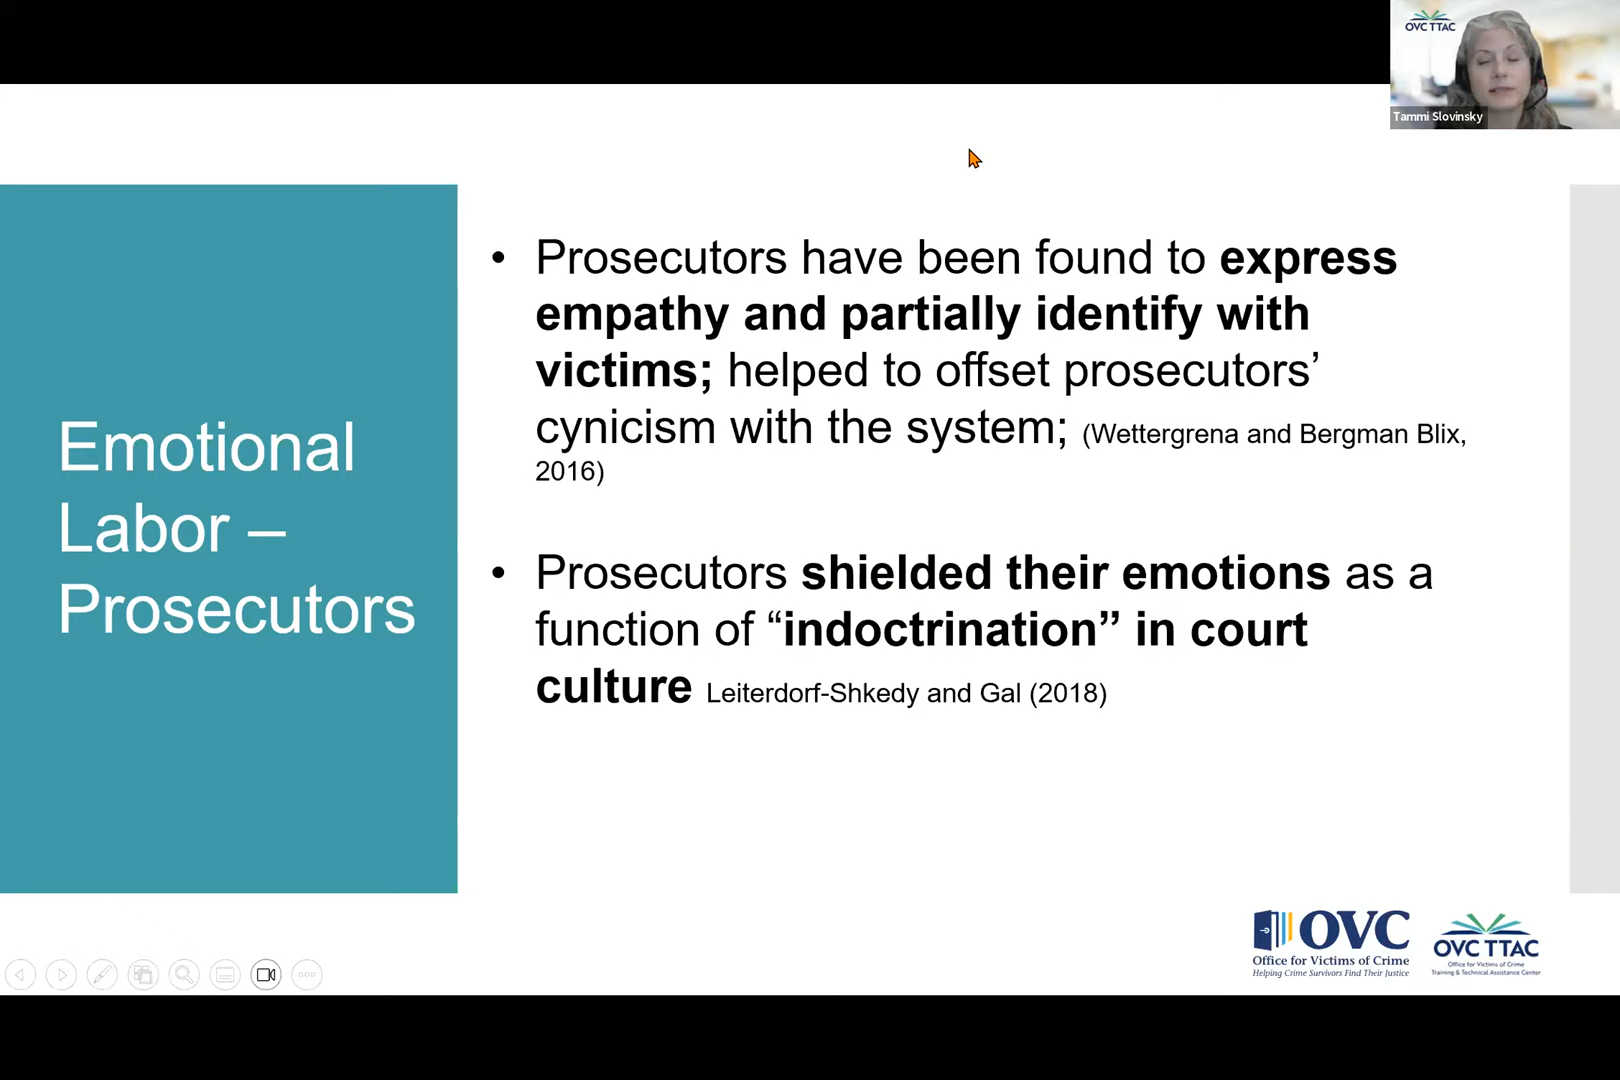 OVC TTAC
Tammi Slovinsky
Emotional
Labor –
Prosecutors
• Prosecutors have been found to express
empathy and partially identify with
victims; helped to offset prosecutors’
cynicism with the system; (Wettergrena and Bergman Blix,
2016)
• Prosecutors shielded their emotions as a
function of “indoctrination” in court
culture Leiterdorf-Shkedy and Gal (2018)
OVC
Office for Victims of Crime
Helping Crime Survivors Find Their Justice
OVC TTAC
Office for Victims of Crime
Training & Technical Assistance Center